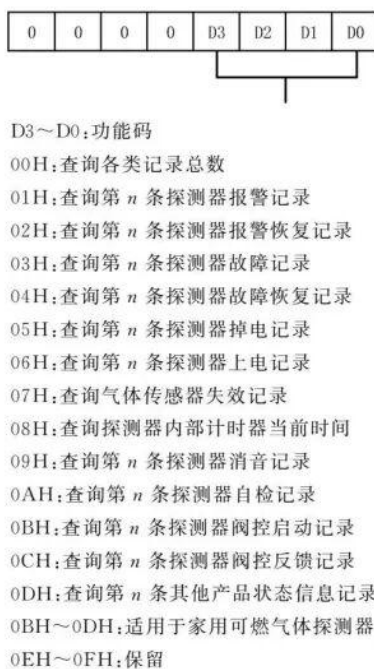 0 0 0 0 D3 D2 D1 D0
D3～D0:功能码
00H:查询各类记录总数
01H:查询第 n 条探测器报警记录
02H:查询第 n 条探测器报警恢复记录
03H:查询第 n 条探测器故障记录
04H:查询第 n 条探测器故障恢复记录
05H:查询第 n 条探测器掉电记录
06H:查询第 n 条探测器上电记录
07H:查询气体传感器失效记录
08H:查询探测器内部计时器当前时间
09H:查询第 n 条探测器消音记录
0AH:查询第 n 条探测器自检记录
0BH:查询第 n 条探测器阀控启动记录
0CH:查询第 n 条探测器阀控反馈记录
0DH:查询第 n 条其他产品状态信息记录
0BH～0DH:适用于家用可燃气体探测器
0EH～0FH:保留